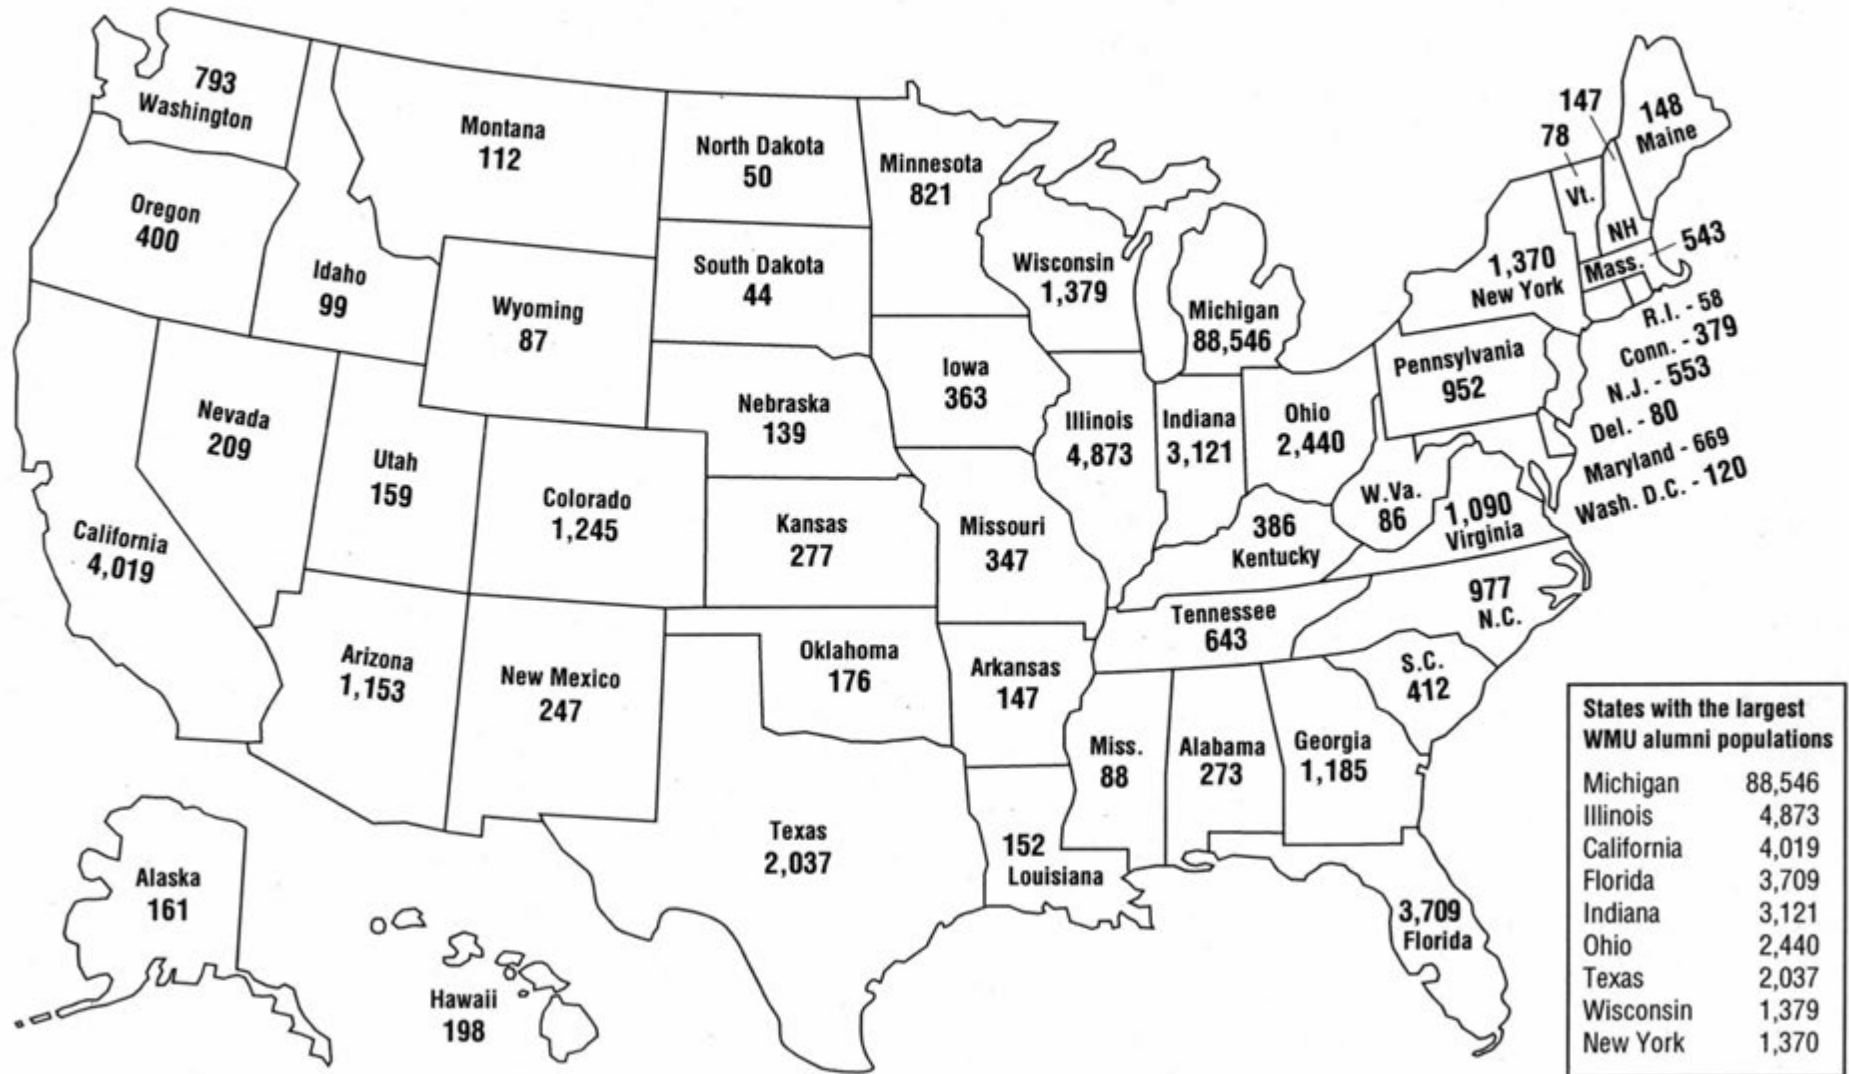 793
Washington
Montana
112
North Dakota
50
Minnesota
821
147
78
148
Maine
Vt.
NH
Oregon
400
Idaho
99
Wyoming
87
South Dakota
44
Wisconsin
1,379
Michigan
88,546
1,370
New York
Mass.
543
R.I. - 58
Conn. - 379
N.J. - 553
Del. - 80
Maryland - 669
Wash. D.C. - 120
Nevada
209
Utah
159
Colorado
1,245
Nebraska
139
Iowa
363
Illinois
4,873
Indiana
3,121
Ohio
2,440
Pennsylvania
952
California
4,019
Kansas
277
Missouri
347
386
Kentucky
W.Va.
86
1,090
Virginia
Arizona
1,153
New Mexico
247
Oklahoma
176
Arkansas
147
Tennessee
643
977
N.C.
S.C.
412
Miss.
88
Alabama
273
Georgia
1,185
Texas
2,037
152
Louisiana
3,709
Florida
Alaska
161
Hawaii
198
States with the largest
WMU alumni populations
Michigan 88,546
Illinois 4,873
California 4,019
Florida 3,709
Indiana 3,121
Ohio 2,440
Texas 2,037
Wisconsin 1,379
New York 1,370